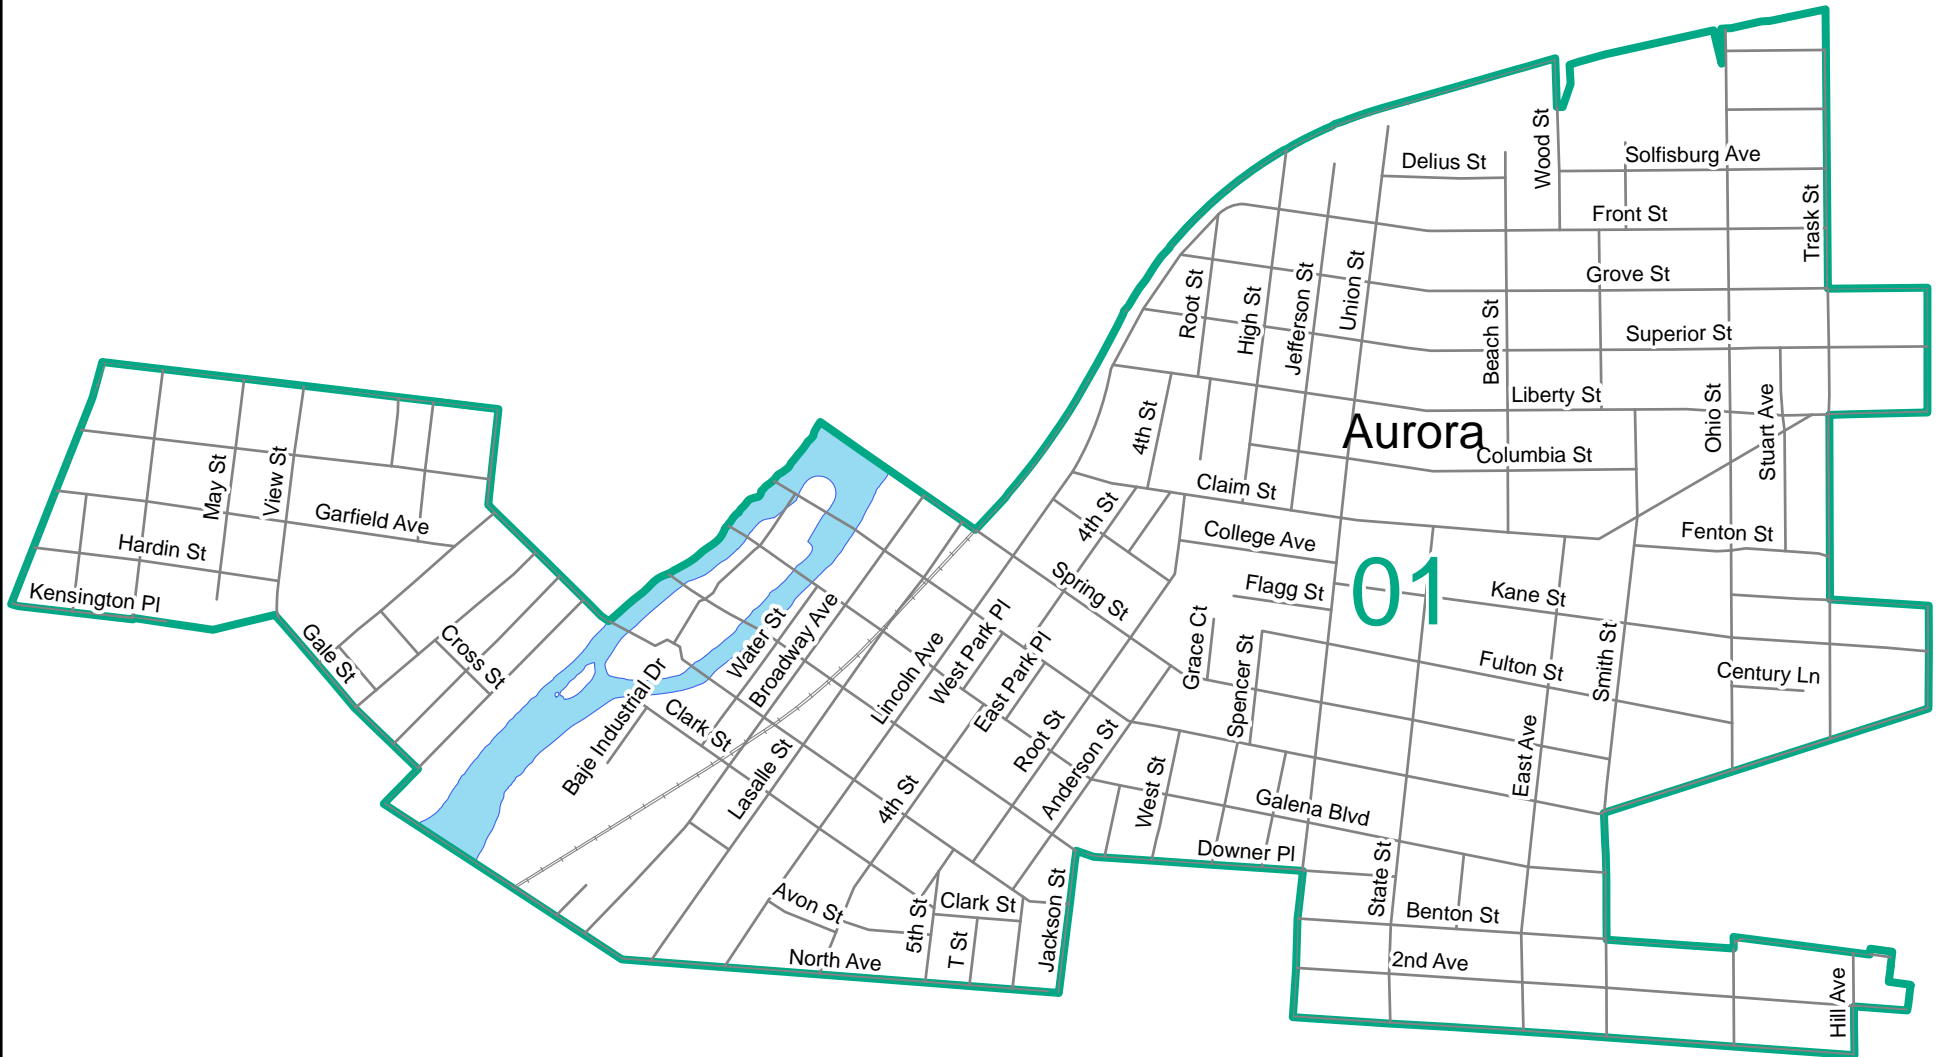 Delius St
Wood St
Solfisburg Ave
Front St
Trask St
Grove St
Root St
High St
Jefferson St
Union St
Beach St
Superior St
Liberty St
Ohio St
Stuart Ave
4th St
Aurora
Columbia St
May St
View St
Garfield Ave
Claim St
4th St
College Ave
Fenton St
Hardin St
Kensington Pl
Spring St
Flagg St
01
Kane St
Gale St
Cross St
Water St
Broadway Ave
Lincoln Ave
West Park Pl
East Park Pl
Grace Ct
Spencer St
Fulton St
Smith St
Century Ln
Baje Industrial Dr
Clark St
Lasalle St
4th St
Root St
Anderson St
West St
East Ave
Galena Blvd
Downer Pl
State St
Avon St
5th St
Clark St
T St
Jackson St
Benton St
North Ave
2nd Ave
Hill Ave